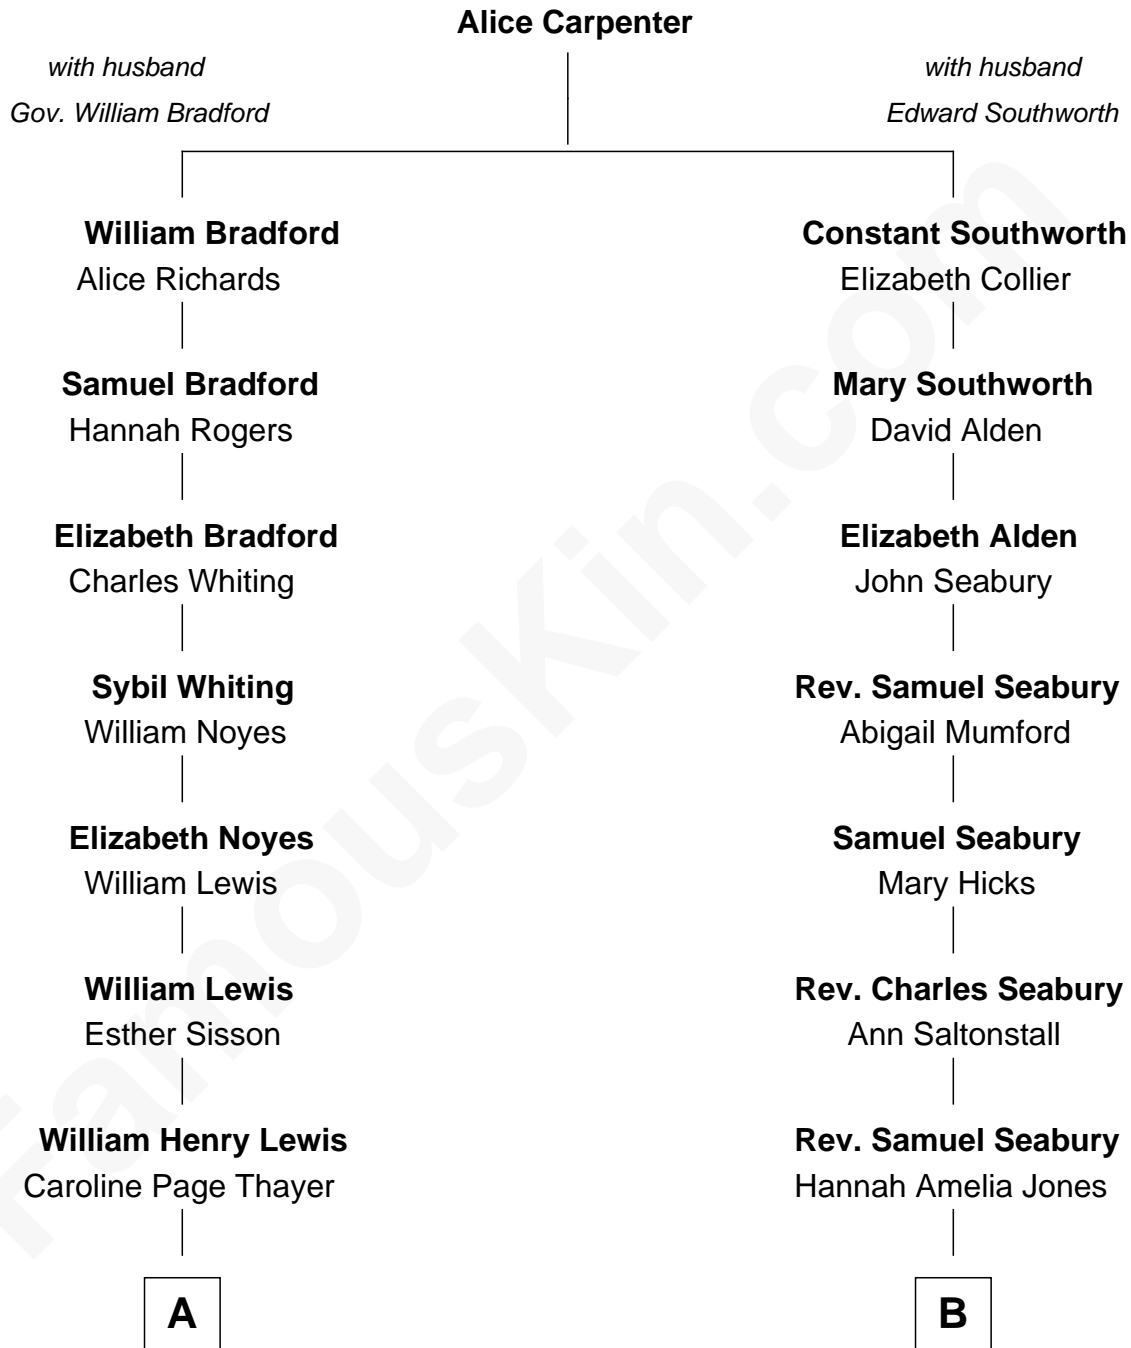 Alice Carpenter
with husband
Gov. William Bradford
with husband
Edward Southworth
William Bradford
Alice Richards
Samuel Bradford
Hannah Rogers
Elizabeth Bradford
Charles Whiting
Sybil Whiting
William Noyes
Elizabeth Noyes
William Lewis
William Lewis
Esther Sisson
William Henry Lewis
Caroline Page Thayer
A
Constant Southworth
Elizabeth Collier
Mary Southworth
David Alden
Elizabeth Alden
John Seabury
Rev. Samuel Seabury
Abigail Mumford
Samuel Seabury
Mary Hicks
Rev. Charles Seabury
Ann Saltonstall
Rev. Samuel Seabury
Hannah Amelia Jones
B
FamousKin.com